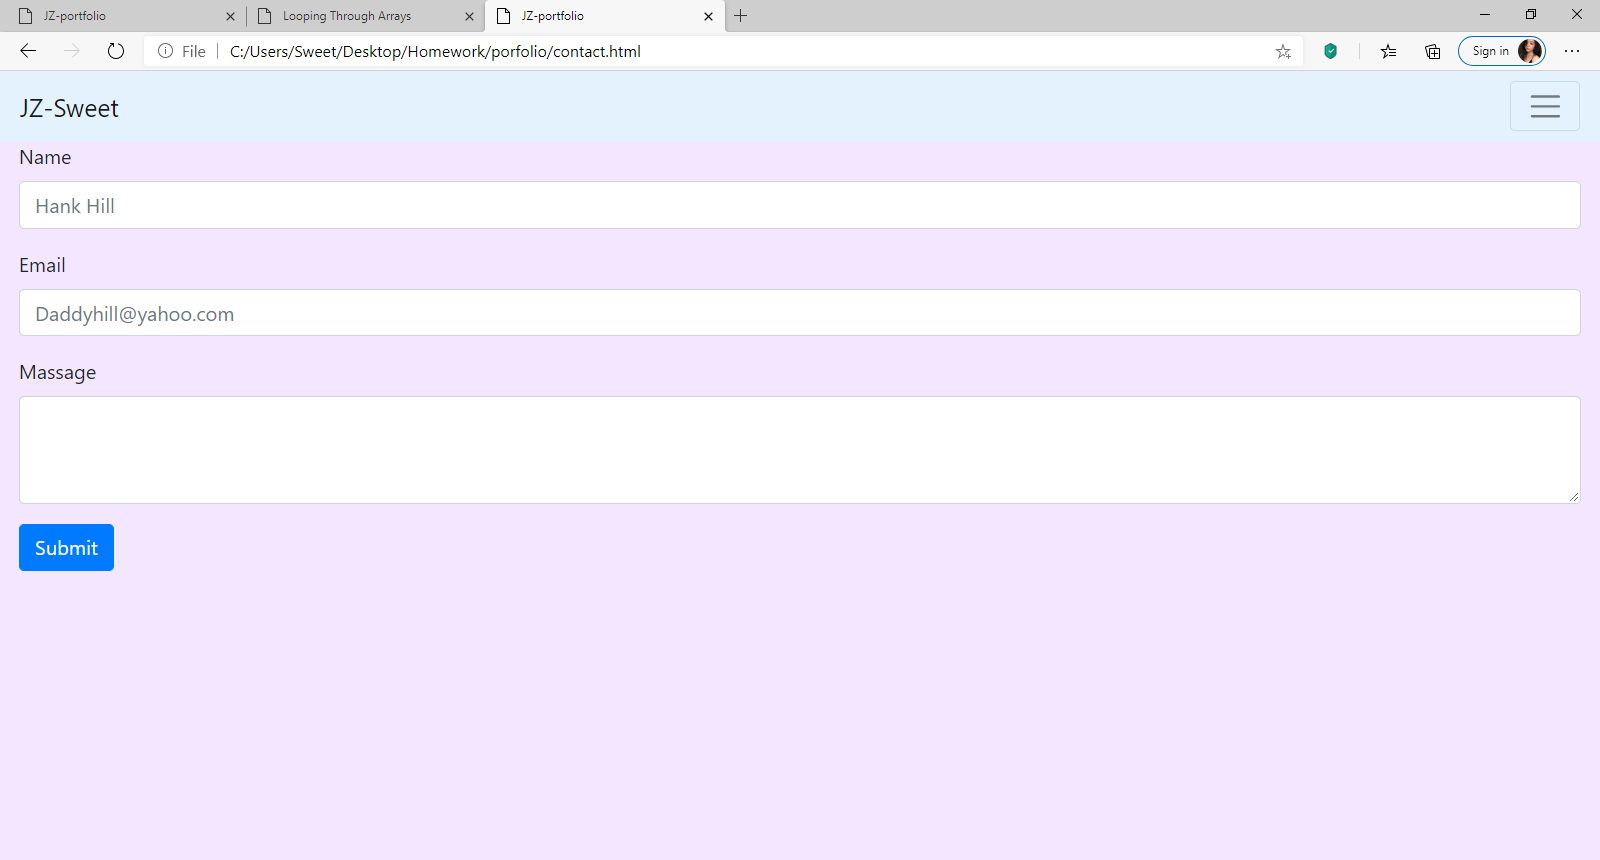 JZ-portfolio
Looping Through Arrays
JZ-portfolio
File
C:/Users/Sweet/Desktop/Homework/porfolio/contact.html
Sign in
JZ-Sweet
Name
Hank Hill
Email
Daddyhill@yahoo.com
Massage
Submit